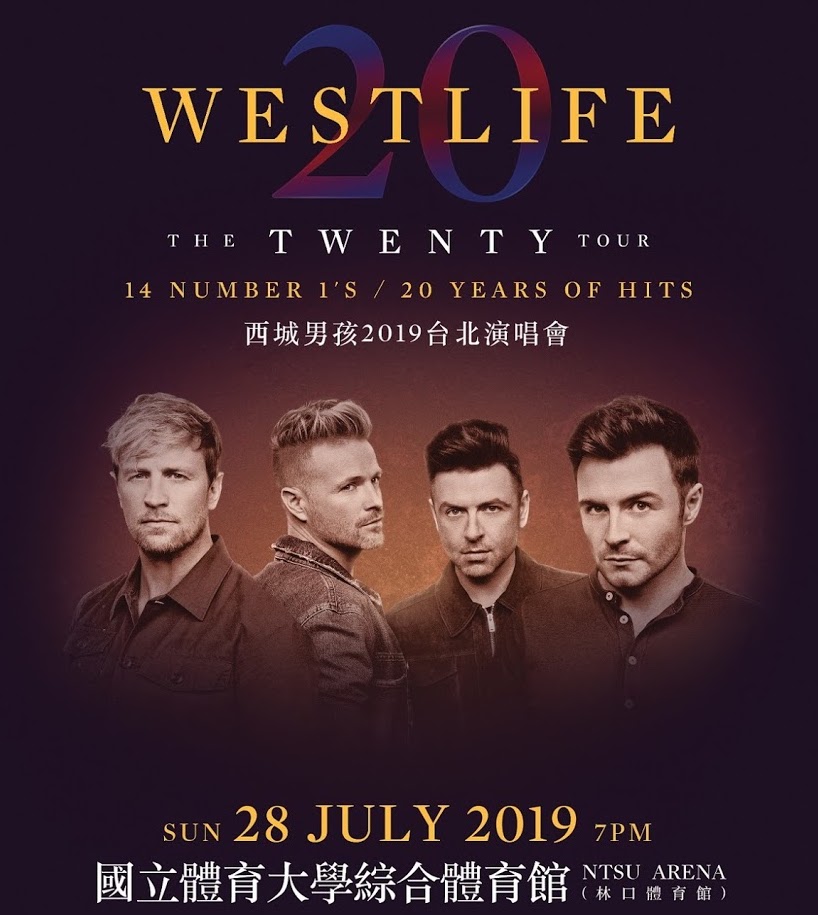 20
WESTLIFE
THE TWENTY TOUR
14 NUMBER 1'S / 20 YEARS OF HITS
西城男孩2019台北演唱會
SUN 28 JULY 2019 7PM
國立體育大學綜合體育館 NTSU ARENA
(林口體育館)